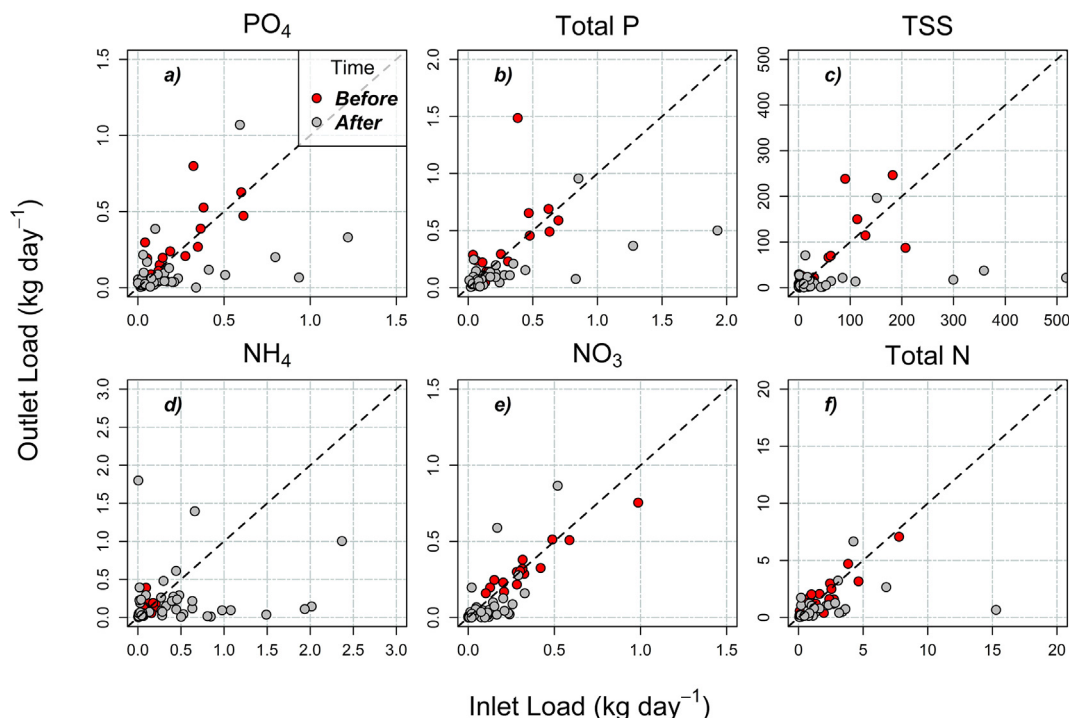 PO4 Total P TSS
a) Time
Before
After
b)
c)
0.0 0.5 1.0 1.5
0.0 0.5 1.0 1.5
0.0 0.5 1.0 1.5 2.0
0.0 0.5 1.0 1.5 2.0
0 100 200 300 400 500
0 100 200 300 400 500
NH4 NO3 Total N
d)
e)
f)
0.0 0.5 1.0 1.5 2.0 2.5 3.0
0.0 0.5 1.0 1.5 2.0 2.5 3.0
0.0 0.5 1.0 1.5
0.0 0.5 1.0 1.5
0 5 10 15 20
0 5 10 15 20
Outlet Load (kg day⁻¹)
Inlet Load (kg day⁻¹)